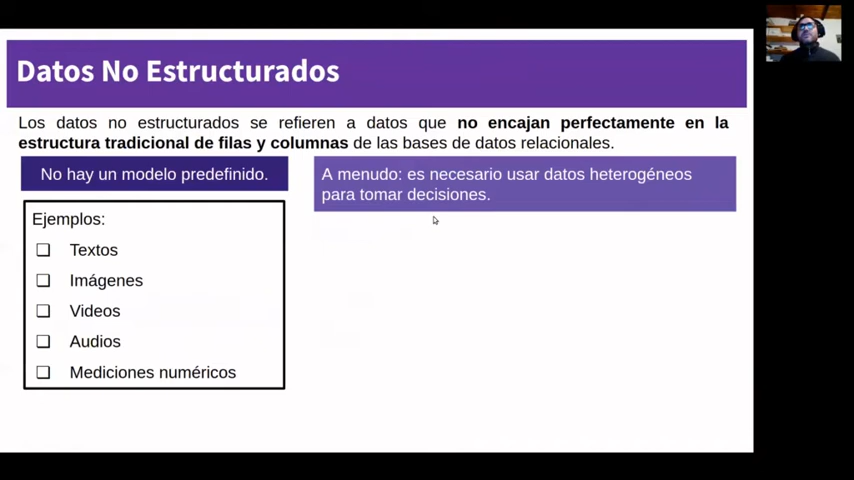 Datos No Estructurados
Los datos no estructurados se refieren a datos que no encajan perfectamente en la
estructura tradicional de filas y columnas de las bases de datos relacionales.
No hay un modelo predefinido.
A menudo: es necesario usar datos heterogéneos
para tomar decisiones.
Ejemplos:
❑ Textos
❑ Imágenes
❑ Videos
❑ Audios
❑ Mediciones numéricos